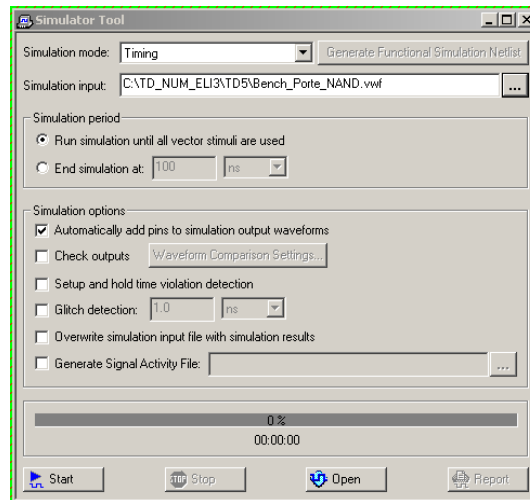 Simulator Tool
Simulation mode: Timing Generate Functional Simulation Netlist
Simulation input: C:\TD_NUM_ELI3\TD5\Bench_Porte_NAND.vwf ...
Simulation period
Run simulation until all vector stimuli are used
End simulation at: 100 ns
Simulation options
Automatically add pins to simulation output waveforms
Check outputs Waveform Comparison Settings...
Setup and hold time violation detection
Glitch detection: 1.0 ns
Overwrite simulation input file with simulation results
Generate Signal Activity File: ...
0 %
00:00:00
Start STOP Stop Open Report